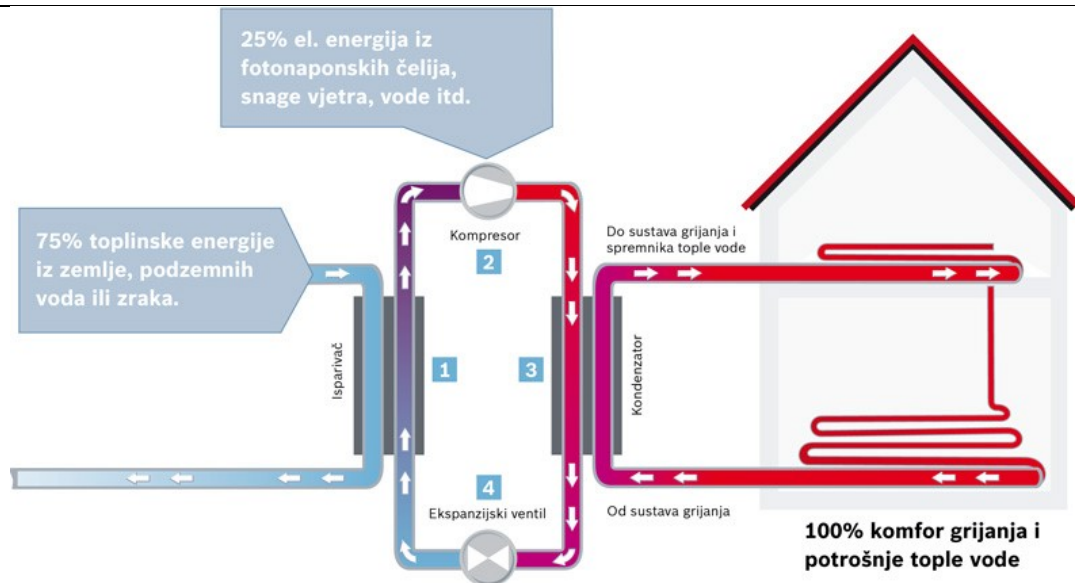 25% el. energija iz
fotonaponskih čelija,
snage vjetra, vode itd.
75% toplinske energije
iz zemlje, podzemnih
voda ili zraka.
Kompresor
2
Do sustava grijanja i
spremnika tople vode
Isparivač
1
3
Kondenzator
4
Ekspanzijski ventil
Od sustava grijanja
100% komfor grijanja i
potrošnje tople vode